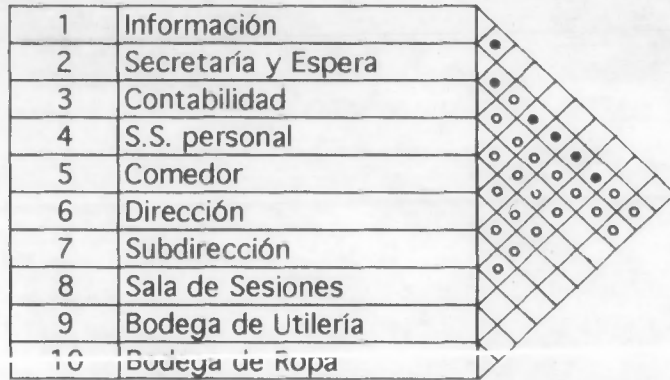 1 Información
2 Secretaría y Espera
3 Contabilidad
4 S.S. personal
5 Comedor
6 Dirección
7 Subdirección
8 Sala de Sesiones
9 Bodega de Utilería
10 Bodega de Ropa